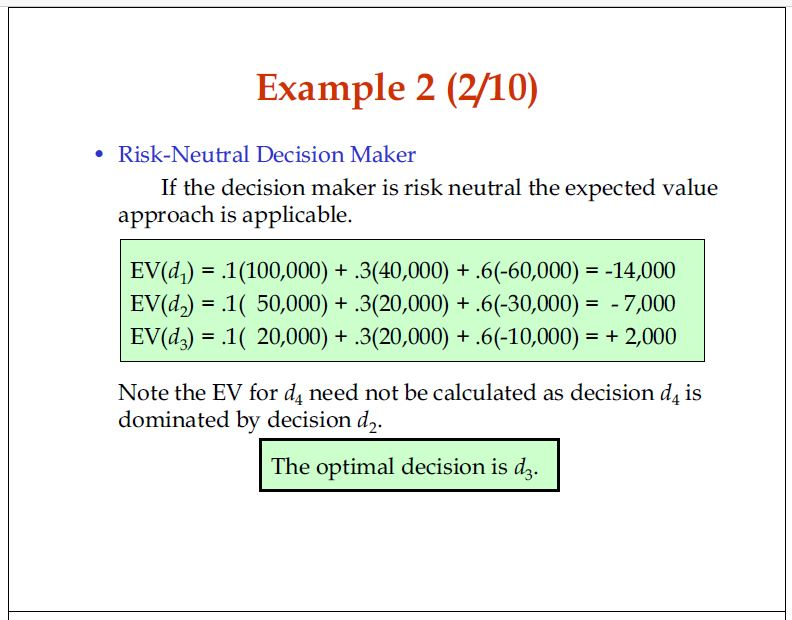 Example 2 (2/10)
• Risk-Neutral Decision Maker
If the decision maker is risk neutral the expected value
approach is applicable.
EV(d₁) = .1(100,000) + .3(40,000) + .6(-60,000) = -14,000
EV(d₂) = .1( 50,000) + .3(20,000) + .6(-30,000) = - 7,000
EV(d₃) = .1( 20,000) + .3(20,000) + .6(-10,000) = + 2,000
Note the EV for d₄ need not be calculated as decision d₄ is
dominated by decision d₂.
The optimal decision is d₃.